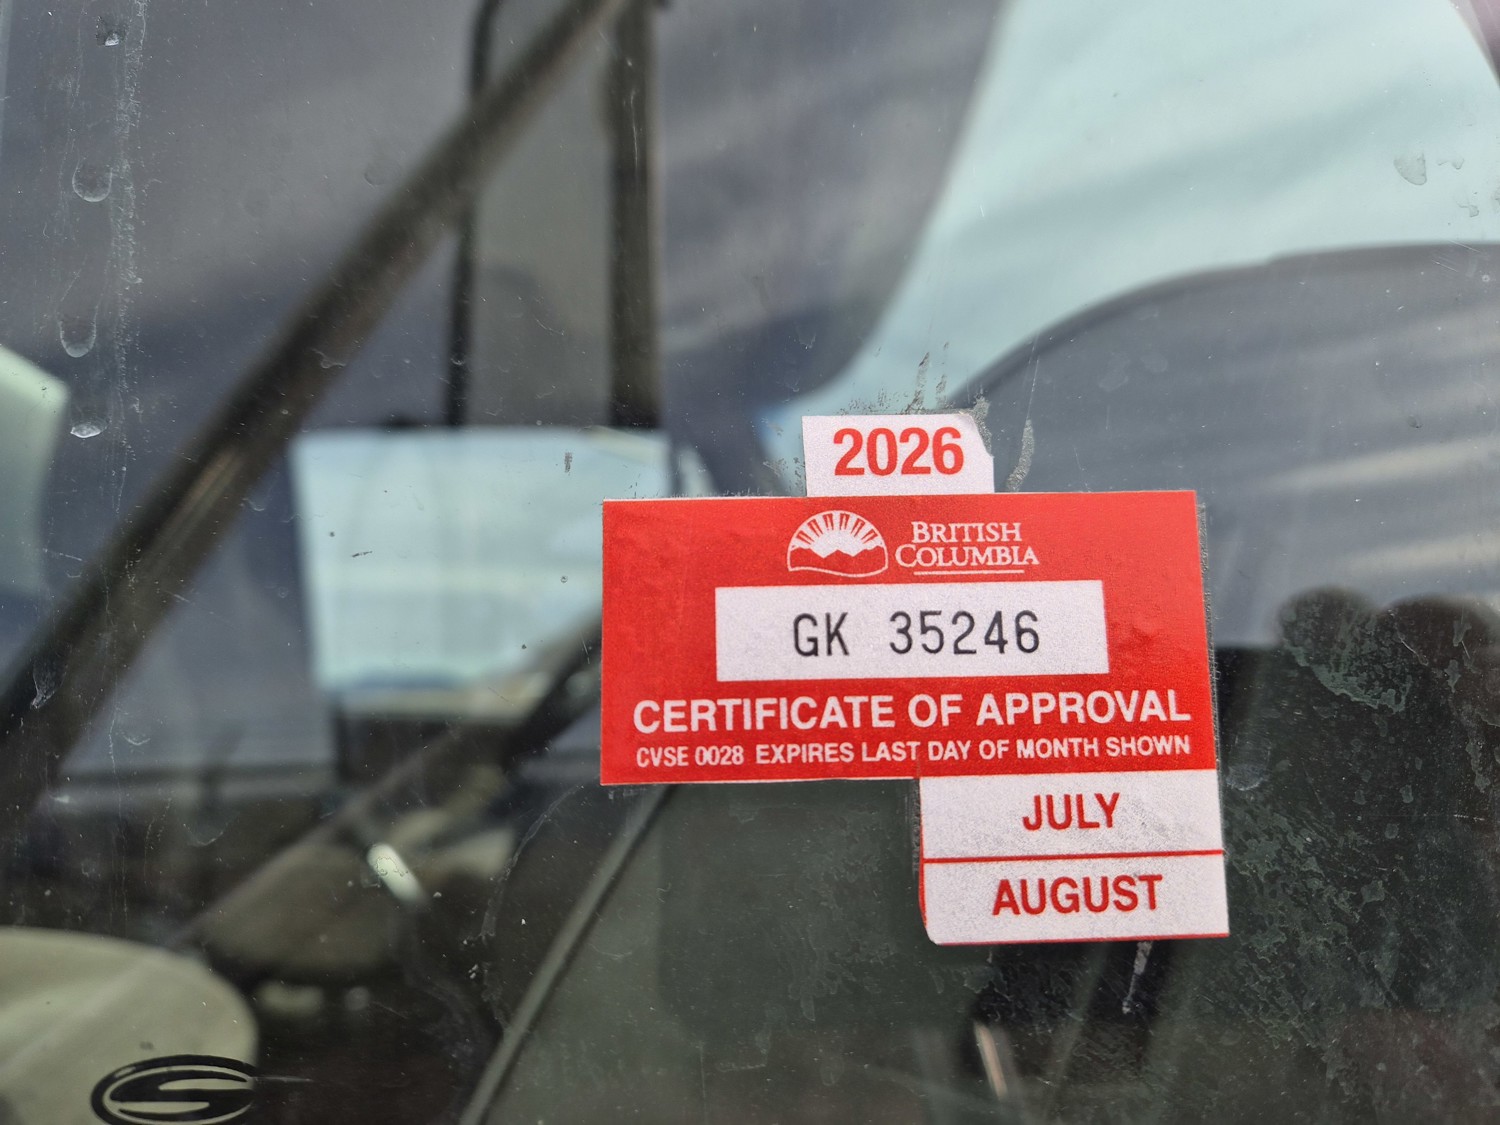 2026
BRITISH
COLUMBIA
GK 35246
CERTIFICATE OF APPROVAL
CVSE 0028 EXPIRES LAST DAY OF MONTH SHOWN
JULY
AUGUST